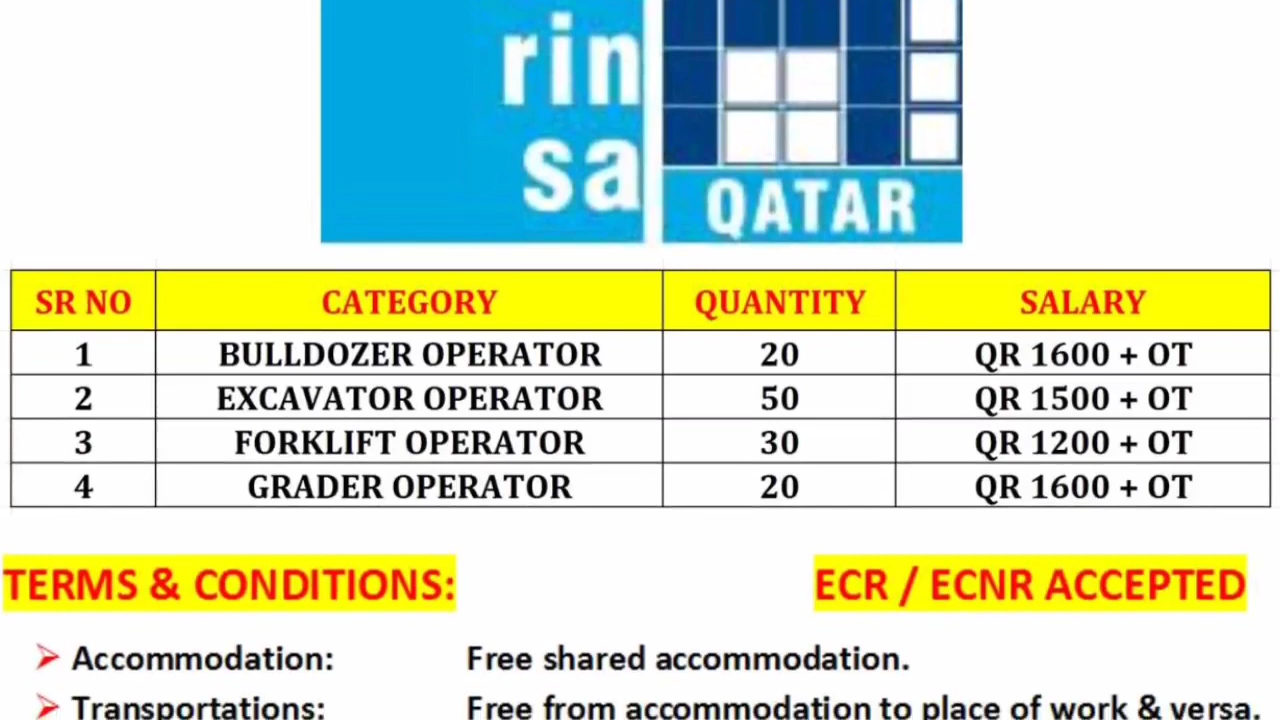 rin
sa
QATAR
SR NO CATEGORY QUANTITY SALARY
1 BULLDOZER OPERATOR 20 QR 1600 + OT
2 EXCAVATOR OPERATOR 50 QR 1500 + OT
3 FORKLIFT OPERATOR 30 QR 1200 + OT
4 GRADER OPERATOR 20 QR 1600 + OT
TERMS & CONDITIONS: ECR / ECNR ACCEPTED
Accommodation: Free shared accommodation.
Transportations: Free from accommodation to place of work & versa.